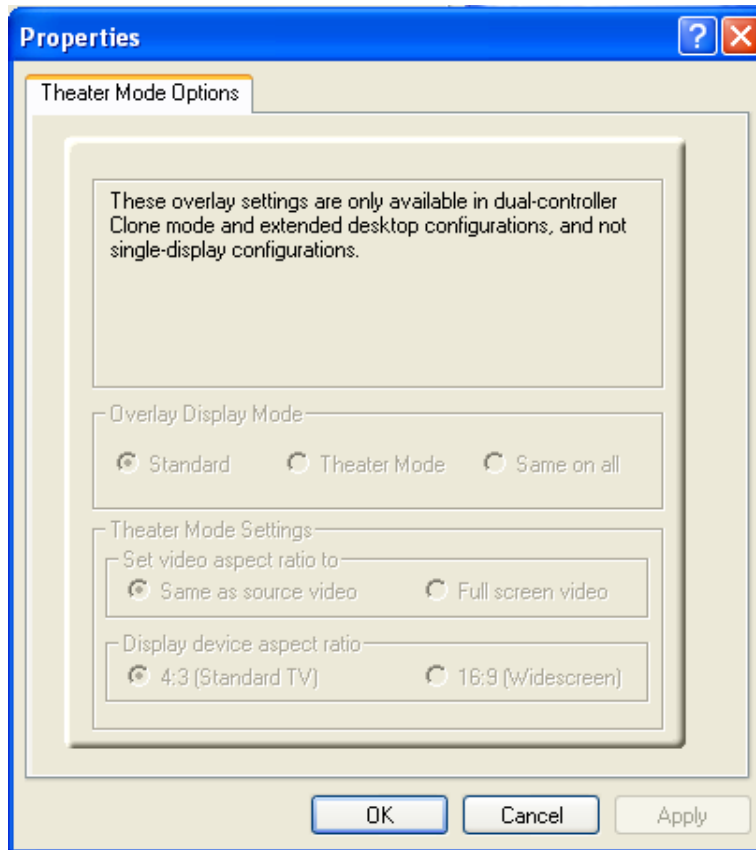 Properties
Theater Mode Options
These overlay settings are only available in dual-controller
Clone mode and extended desktop configurations, and not
single-display configurations.
Overlay Display Mode
Standard Theater Mode Same on all
Theater Mode Settings
Set video aspect ratio to
Same as source video Full screen video
Display device aspect ratio
4:3 (Standard TV) 16:9 (Widescreen)
OK Cancel Apply